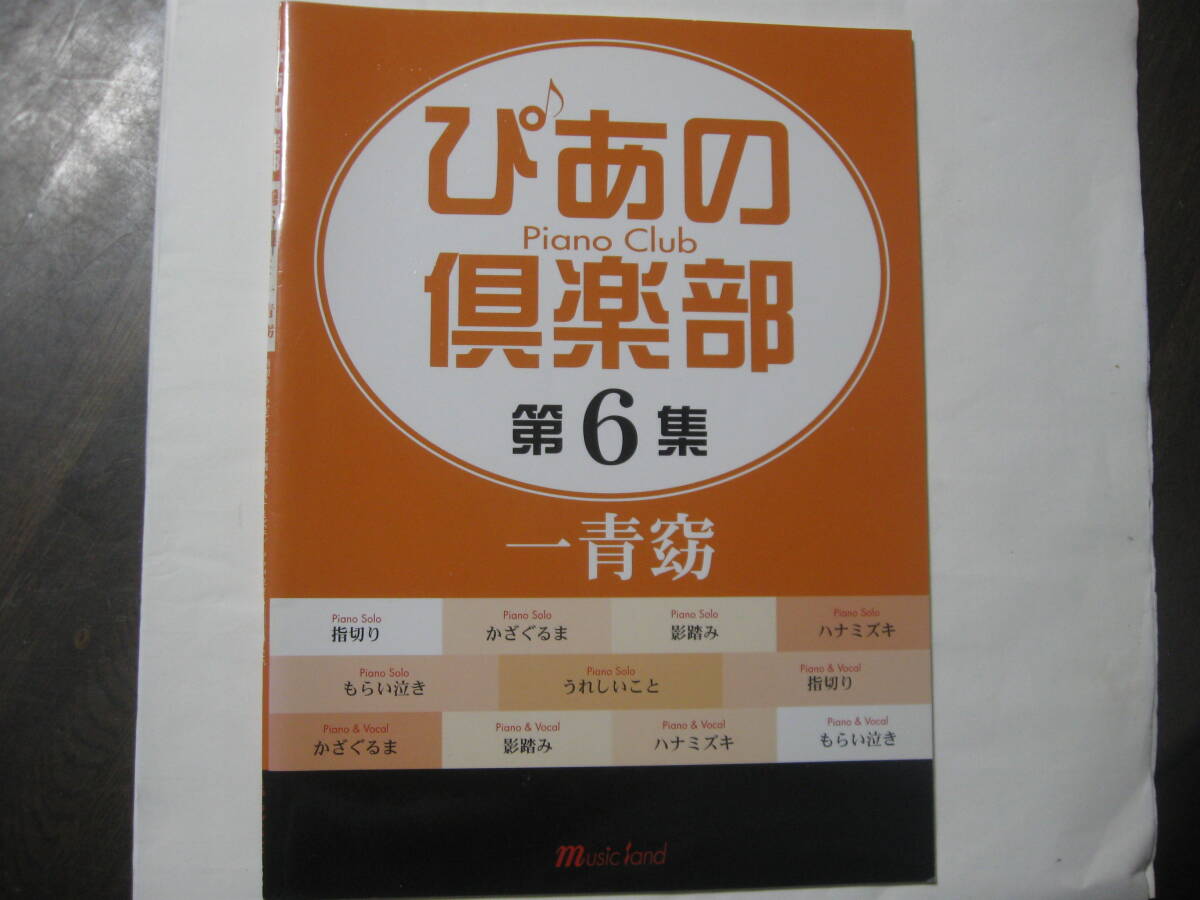 ぴあの
Piano Club
倶楽部
第6集
一青窈
Piano Solo
指切り
Piano Solo
かざぐるま
Piano Solo
影踏み
Piano Solo
ハナミズキ
Piano Solo
もらい泣き
Piano Solo
うれしいこと
Piano & Vocal
指切り
Piano & Vocal
かざぐるま
Piano & Vocal
影踏み
Piano & Vocal
ハナミズキ
Piano & Vocal
もらい泣き
music land